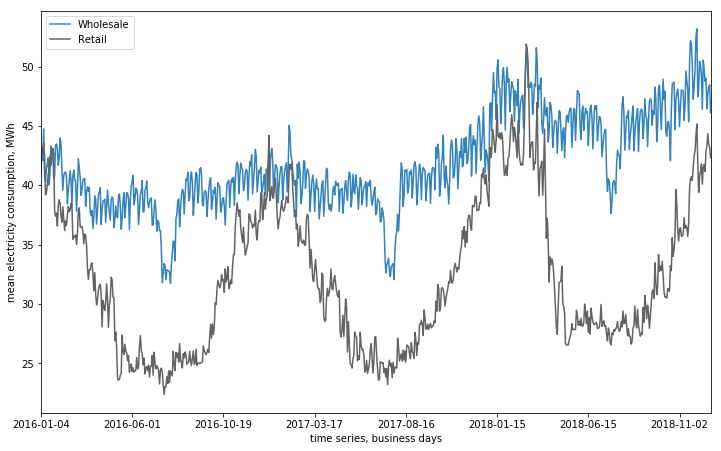 Wholesale
Retail
mean electricity consumption, MWh
50
45
40
35
30
25
2016-01-04 2016-06-01 2016-10-19 2017-03-17 2017-08-16 2018-01-15 2018-06-15 2018-11-02
time series, business days